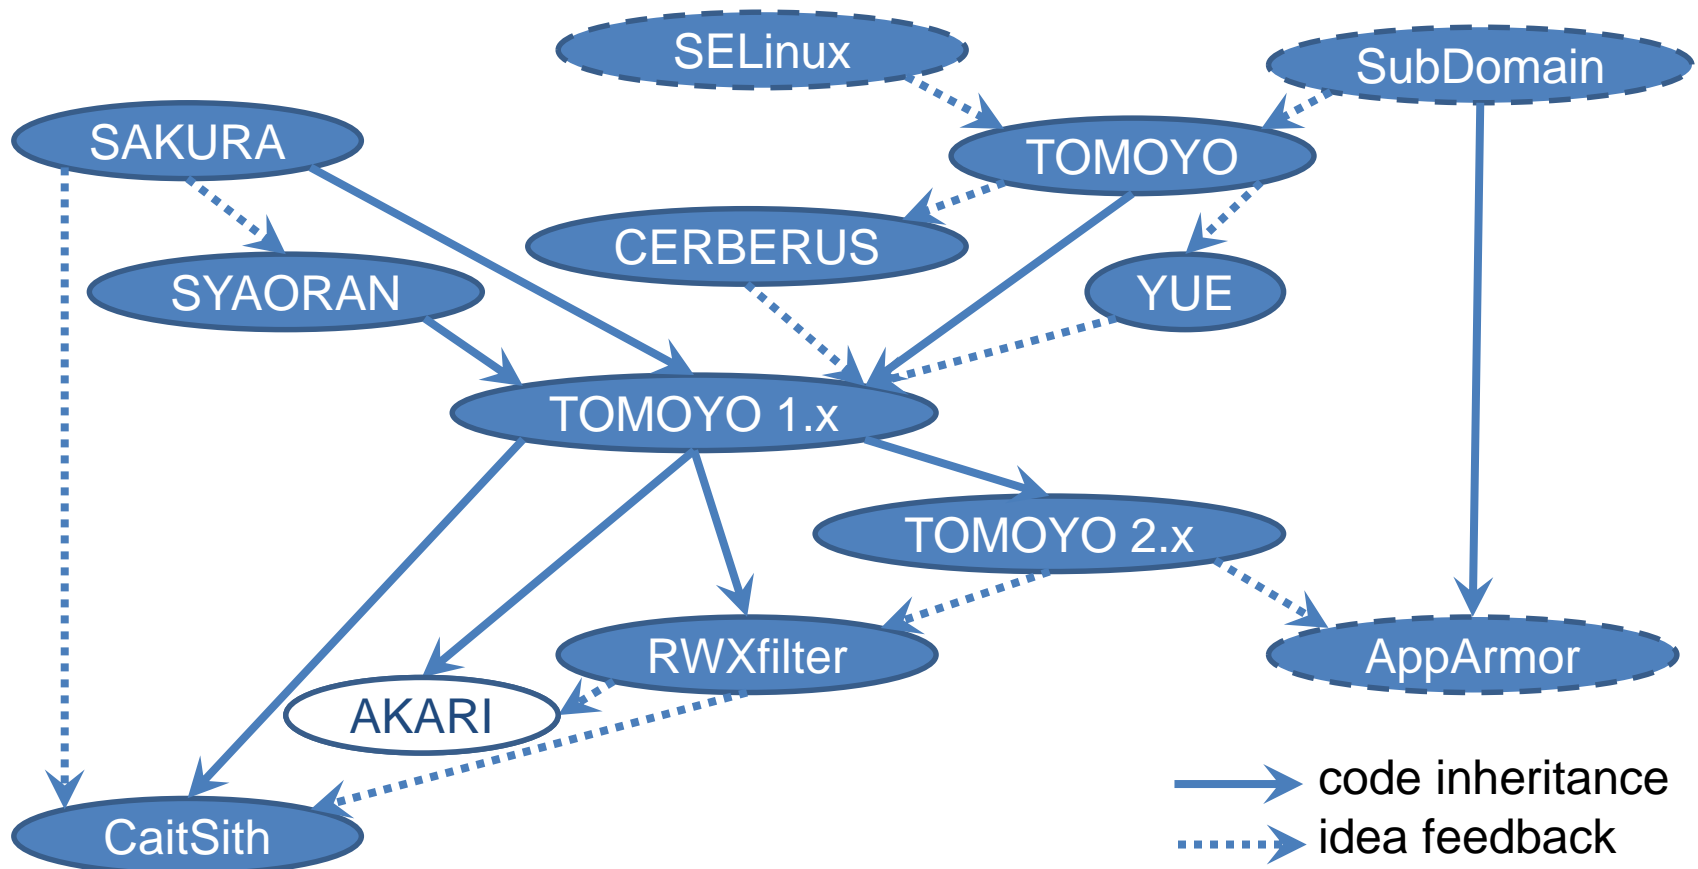 SELinux
SubDomain
SAKURA
TOMOYO
CERBERUS
SYAORAN
YUE
TOMOYO 1.x
TOMOYO 2.x
RWXfilter
AppArmor
AKARI
code inheritance
CaitSith
idea feedback